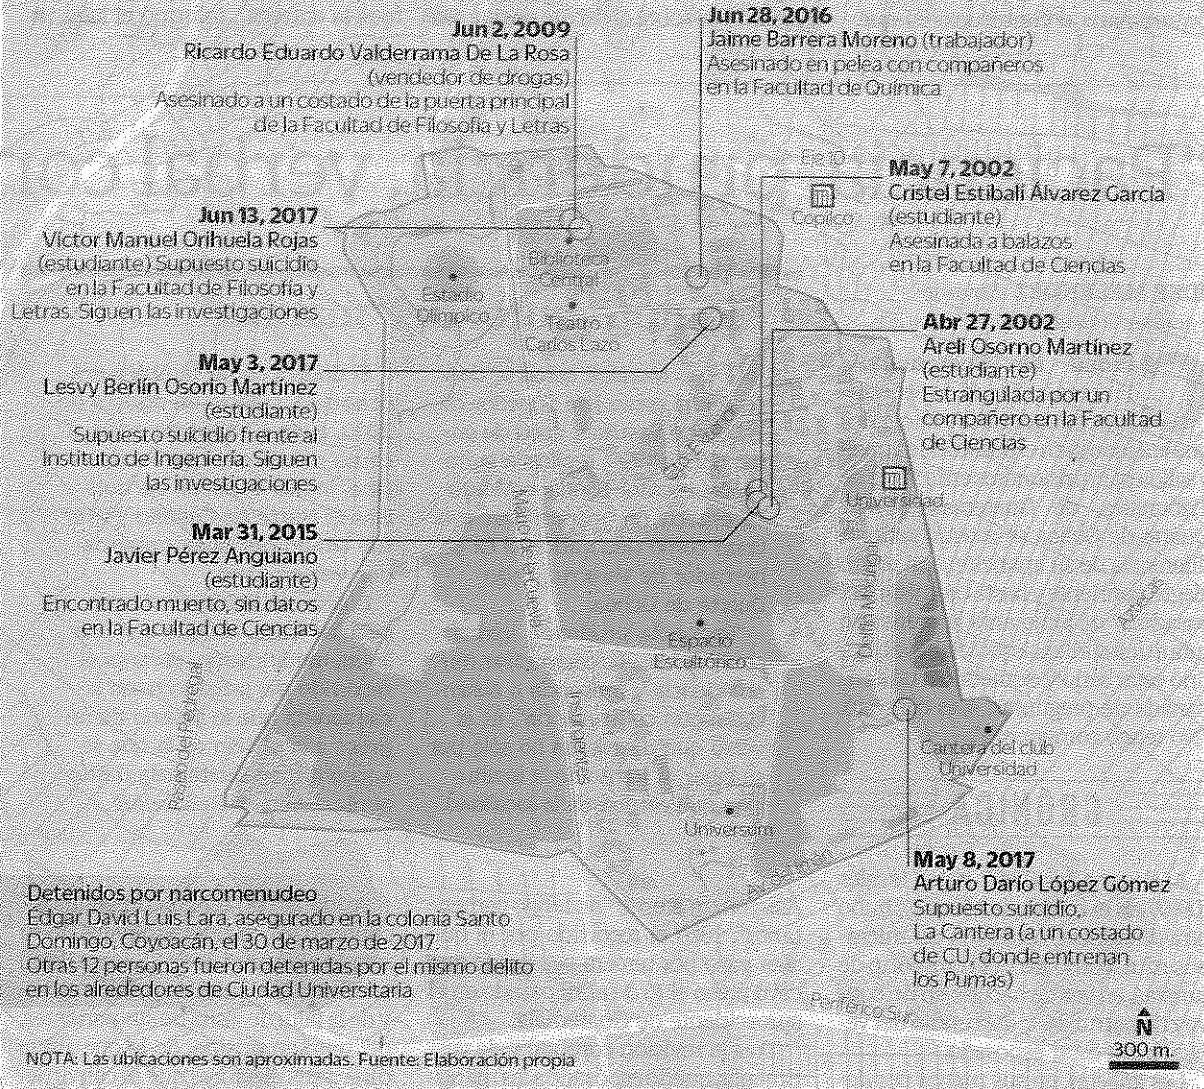 Jun 2, 2009
Ricardo Eduardo Valderrama De La Rosa
(vendedor de drogas)
Asesinado a un costado de la puerta principal
de la Facultad de Filosofía y Letras
Jun 28, 2016
Jaime Barrera Moreno (trabajador)
Asesinado en pelea con compañeros
en la Facultad de Química
May 7, 2002
Cristel Estibali Álvarez García
(estudiante)
Asesinada a balazos
en la Facultad de Ciencias
Copilco
Jun 13, 2017
Víctor Manuel Orihuela Rojas
(estudiante) Supuesto suicidio
en la Facultad de Filosofía y
Letras. Siguen las investigaciones
Biblioteca
Central
Estadio
Olímpico
Teatro
Carlos Lazo
Abr 27, 2002
Areli Osorno Martínez
(estudiante)
Estrangulada por un
compañero en la Facultad
de Ciencias
May 3, 2017
Lesvy Berlín Osorio Martínez
(estudiante)
Supuesto suicidio frente al
Instituto de Ingeniería. Siguen
las investigaciones
Universidad
Mar 31, 2015
Javier Pérez Anguiano
(estudiante)
Encontrado muerto, sin datos
en la Facultad de Ciencias
Espacio
Escultórico
Delfín Madrigal
Aztecas
Paseo del Pedregal
Insurgentes
Cantera del club
Universidad
Universum
May 8, 2017
Arturo Darío López Gómez
Supuesto suicidio,
La Cantera (a un costado
de CU, donde entrenan
los Pumas)
Detenidos por narcomenudeo
Edgar David Luis Lara, asegurado en la colonia Santo
Domingo, Coyoacán, el 30 de marzo de 2017.
Otras 12 personas fueron detenidas por el mismo delito
en los alrededores de Ciudad Universitaria
Periférico Sur
N
300 m.
NOTA: Las ubicaciones son aproximadas. Fuente: Elaboración propia